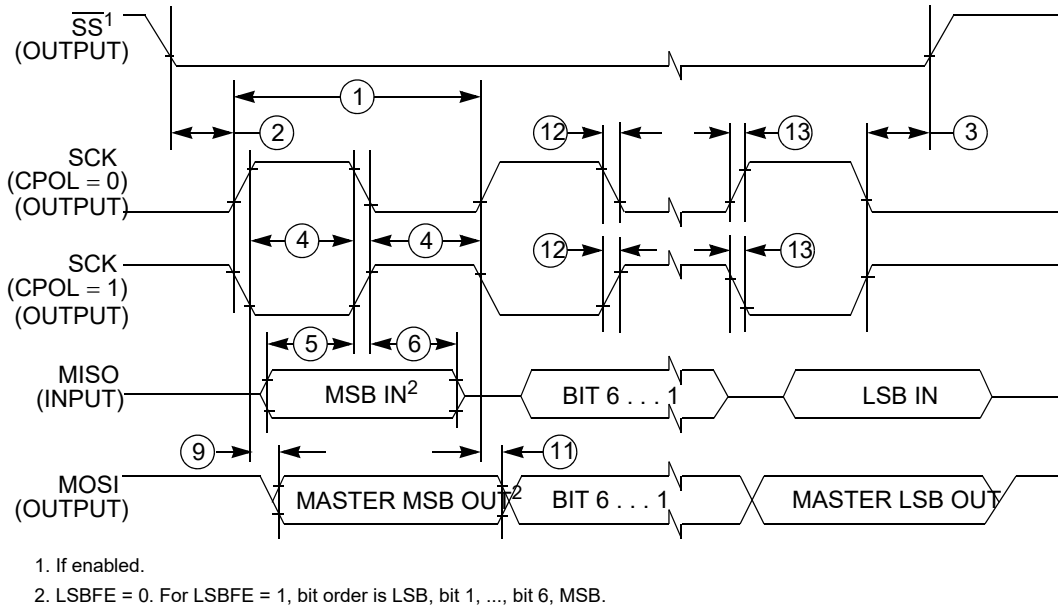 SS1
(OUTPUT)
1
2
12
13
3
SCK
(CPOL = 0)
(OUTPUT)
4
4
SCK
(CPOL = 1)
(OUTPUT)
12
13
5
6
MISO
(INPUT)
MSB IN2
BIT 6 . . . 1
LSB IN
9
11
MOSI
(OUTPUT)
MASTER MSB OUT2
BIT 6 . . . 1
MASTER LSB OUT
1. If enabled.
2. LSBFE = 0. For LSBFE = 1, bit order is LSB, bit 1, ..., bit 6, MSB.